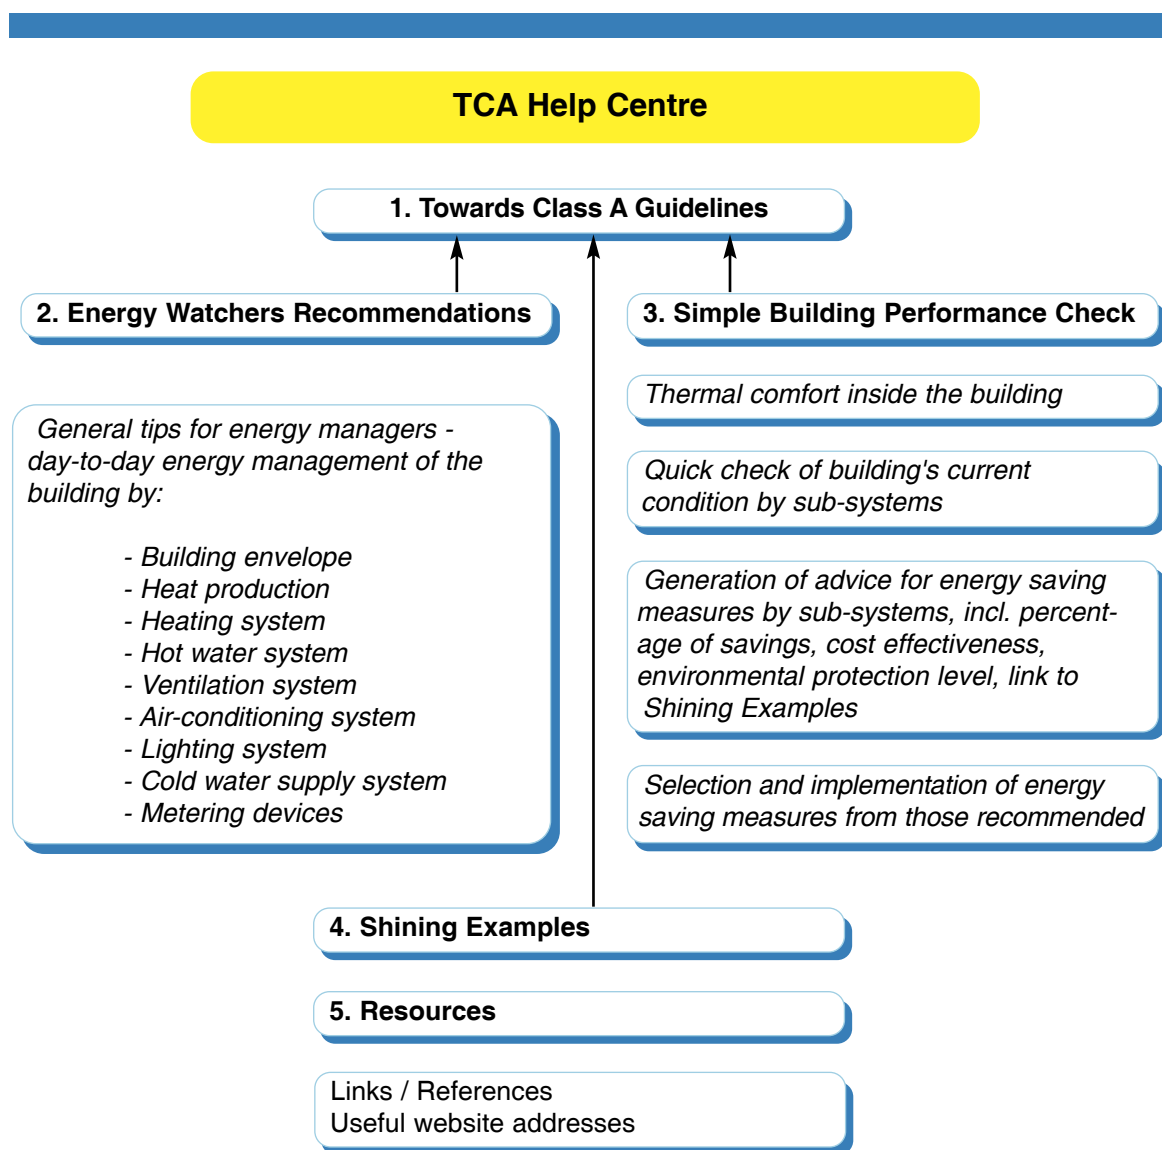 TCA Help Centre
1. Towards Class A Guidelines
2. Energy Watchers Recommendations
General tips for energy managers -
day-to-day energy management of the
building by:
- Building envelope
- Heat production
- Heating system
- Hot water system
- Ventilation system
- Air-conditioning system
- Lighting system
- Cold water supply system
- Metering devices
3. Simple Building Performance Check
Thermal comfort inside the building
Quick check of building's current
condition by sub-systems
Generation of advice for energy saving
measures by sub-systems, incl. percent-
age of savings, cost effectiveness,
environmental protection level, link to
Shining Examples
Selection and implementation of energy
saving measures from those recommended
4. Shining Examples
5. Resources
Links / References
Useful website addresses